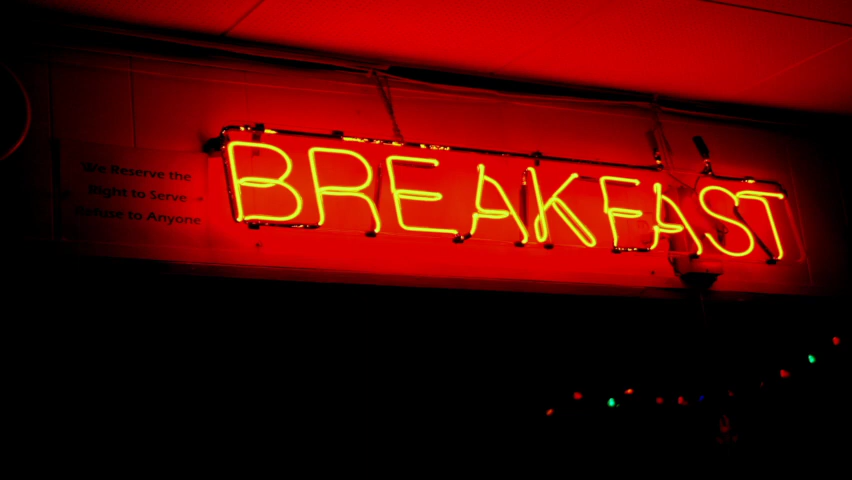 BREAKFAST
We Reserve the
Right to Serve
Refuse to Anyone